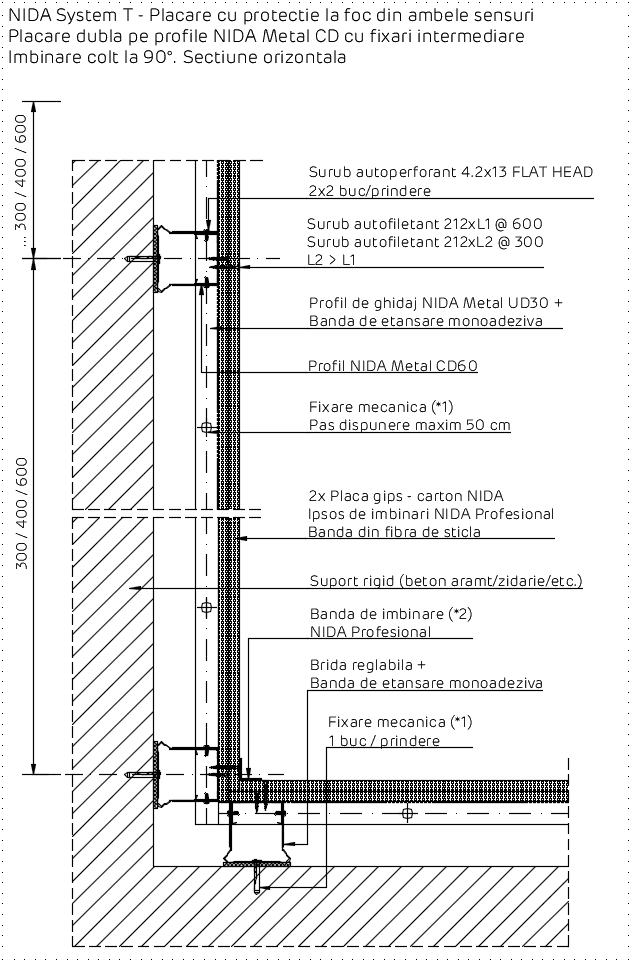 NIDA System T - Placare cu protectie la foc din ambele sensuri
Placare dubla pe profile NIDA Metal CD cu fixari intermediare
Imbinare colt la 90°. Sectiune orizontala
... 300 / 400 / 600
Surub autoperforant 4.2x13 FLAT HEAD
2x2 buc/prindere
Surub autofiletant 212xL1 @ 600
Surub autofiletant 212xL2 @ 300
L2 > L1
Profil de ghidaj NIDA Metal UD30 +
Banda de etansare monoadeziva
Profil NIDA Metal CD60
Fixare mecanica (*1)
Pas dispunere maxim 50 cm
300 / 400 / 600
2x Placa gips - carton NIDA
Ipsos de imbinari NIDA Profesional
Banda din fibra de sticla
Suport rigid (beton aramt/zidarie/etc.)
Banda de imbinare (*2)
NIDA Profesional
Brida reglabila +
Banda de etansare monoadeziva
Fixare mecanica (*1)
1 buc / prindere